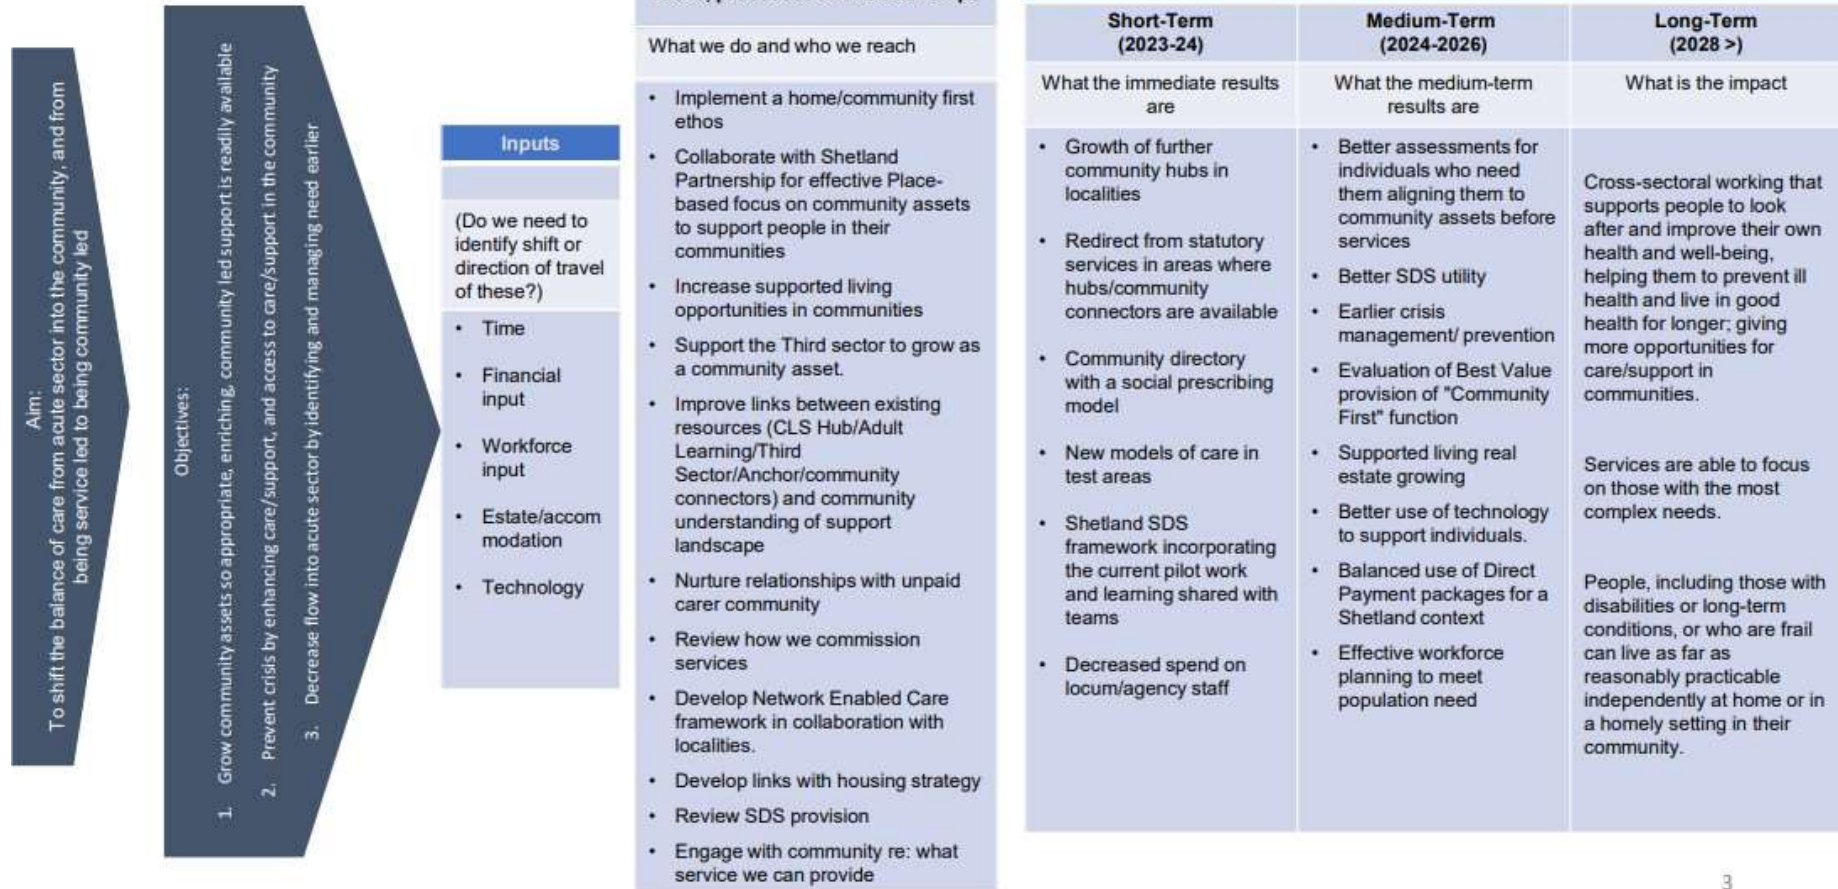 Aim:
To shift the balance of care from acute sector into the community, and from
being service led to being community led
Objectives:
1. Grow community assets so appropriate, enriching, community led support is readily available
2. Prevent crisis by enhancing care/support, and access to care/support in the community
3. Decrease flow into acute sector by identifying and managing need earlier
Inputs
(Do we need to
identify shift or
direction of travel
of these?)
• Time
• Financial
input
• Workforce
input
• Estate/accom
modation
• Technology
What we do and who we reach
• Implement a home/community first
ethos
• Collaborate with Shetland
Partnership for effective Place-
based focus on community assets
to support people in their
communities
• Increase supported living
opportunities in communities
• Support the Third sector to grow as
a community asset.
• Improve links between existing
resources (CLS Hub/Adult
Learning/Third
Sector/Anchor/community
connectors) and community
understanding of support
landscape
• Nurture relationships with unpaid
carer community
• Review how we commission
services
• Develop Network Enabled Care
framework in collaboration with
localities.
• Develop links with housing strategy
• Review SDS provision
• Engage with community re: what
service we can provide
Short-Term
(2023-24)
What the immediate results
are
• Growth of further
community hubs in
localities
• Redirect from statutory
services in areas where
hubs/community
connectors are available
• Community directory
with a social prescribing
model
• New models of care in
test areas
• Shetland SDS
framework incorporating
the current pilot work
and learning shared with
teams
• Decreased spend on
locum/agency staff
Medium-Term
(2024-2026)
What the medium-term
results are
• Better assessments for
individuals who need
them aligning them to
community assets before
services
• Better SDS utility
• Earlier crisis
management/ prevention
• Evaluation of Best Value
provision of "Community
First" function
• Supported living real
estate growing
• Better use of technology
to support individuals.
• Balanced use of Direct
Payment packages for a
Shetland context
• Effective workforce
planning to meet
population need
Long-Term
(2028 >)
What is the impact
Cross-sectoral working that
supports people to look
after and improve their own
health and well-being,
helping them to prevent ill
health and live in good
health for longer; giving
more opportunities for
care/support in
communities.
Services are able to focus
on those with the most
complex needs.
People, including those with
disabilities or long-term
conditions, or who are frail
can live as far as
reasonably practicable
independently at home or in
a homely setting in their
community.
3